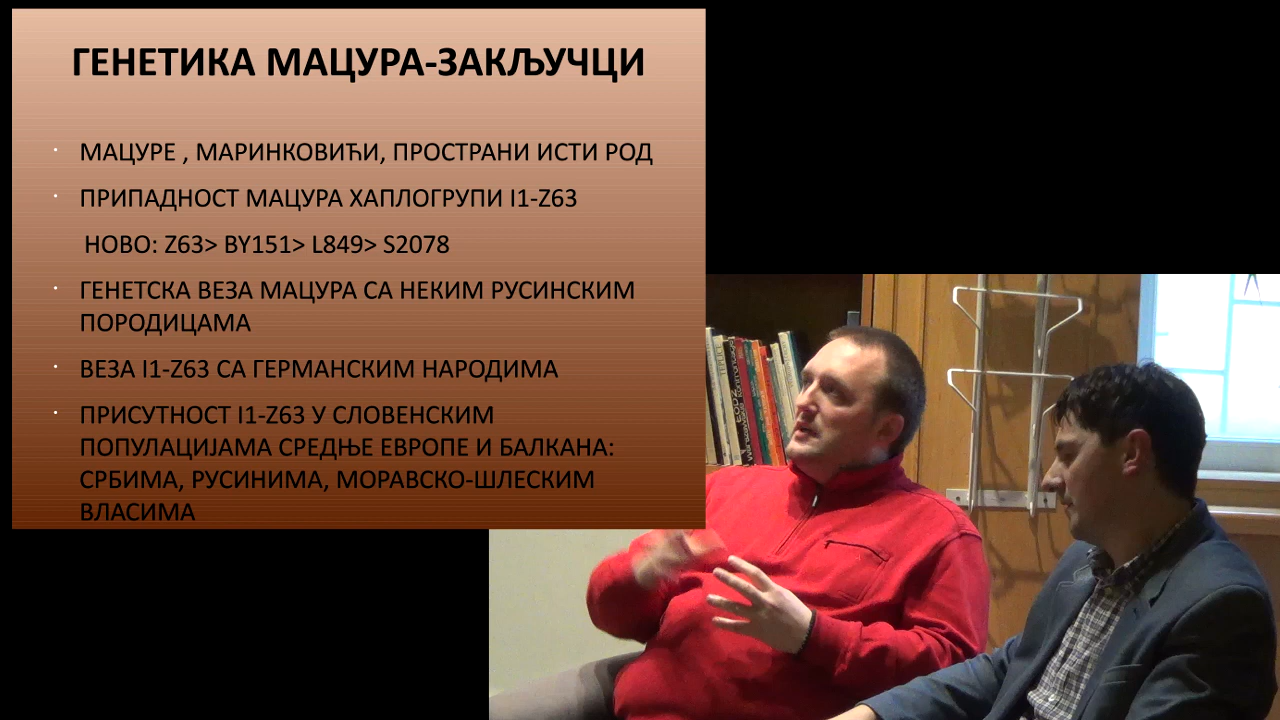 ГЕНЕТИКА МАЦУРА-ЗАКЉУЧЦИ
· МАЦУРЕ , МАРИНКОВИЋИ, ПРОСТРАНИ ИСТИ РОД
· ПРИПАДНОСТ МАЦУРА ХАПЛОГРУПИ I1-Z63
НОВО: Z63> BY151> L849> S2078
· ГЕНЕТСКА ВЕЗА МАЦУРА СА НЕКИМ РУСИНСКИМ
ПОРОДИЦАМА
· ВЕЗА I1-Z63 СА ГЕРМАНСКИМ НАРОДИМА
· ПРИСУТНОСТ I1-Z63 У СЛОВЕНСКИМ
ПОПУЛАЦИЈАМА СРЕДЊЕ ЕВРОПЕ И БАЛКАНА:
СРБИМА, РУСИНИМА, МОРАВСКО-ШЛЕСКИМ
ВЛАСИМА